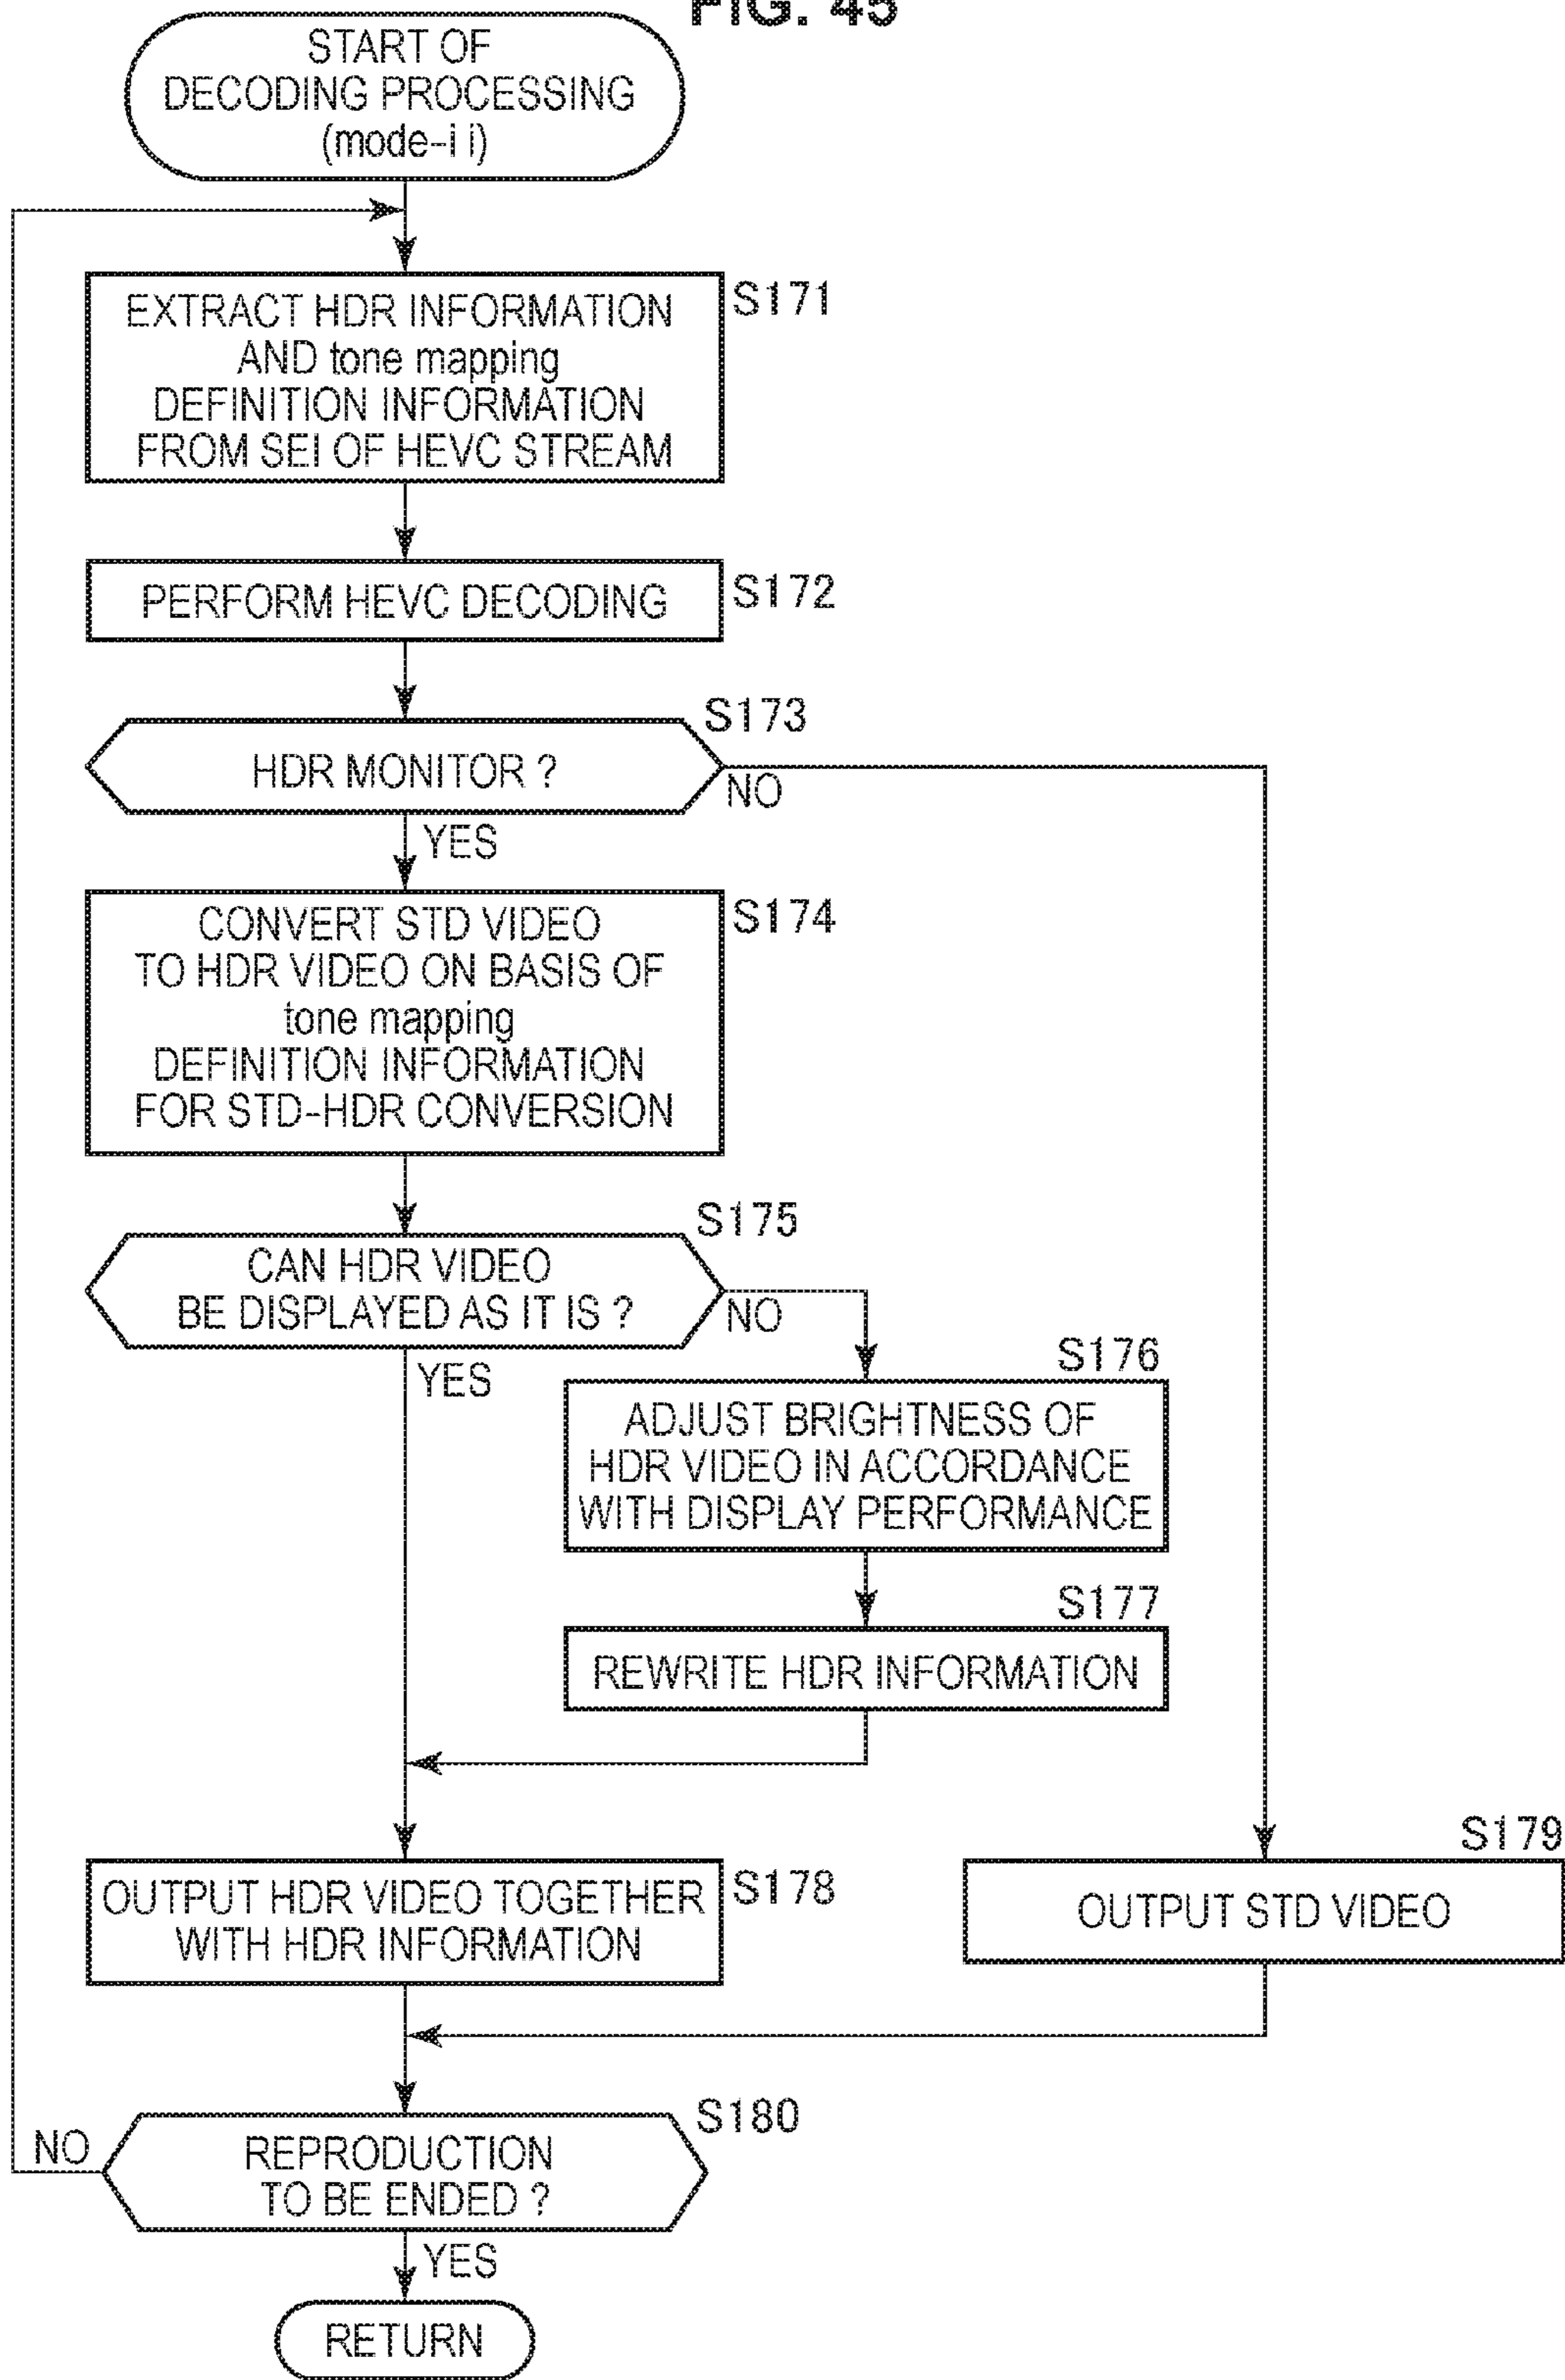 FIG. 45
START OF
DECODING PROCESSING
(mode-ii)
EXTRACT HDR INFORMATION
AND tone mapping
DEFINITION INFORMATION
FROM SEI OF HEVC STREAM
S171
PERFORM HEVC DECODING
S172
S173
HDR MONITOR ?
NO
YES
CONVERT STD VIDEO
TO HDR VIDEO ON BASIS OF
tone mapping
DEFINITION INFORMATION
FOR STD-HDR CONVERSION
S174
S175
CAN HDR VIDEO
BE DISPLAYED AS IT IS ?
NO
YES
S176
ADJUST BRIGHTNESS OF
HDR VIDEO IN ACCORDANCE
WITH DISPLAY PERFORMANCE
S177
REWRITE HDR INFORMATION
OUTPUT HDR VIDEO TOGETHER
WITH HDR INFORMATION
S178
S179
OUTPUT STD VIDEO
S180
NO
REPRODUCTION
TO BE ENDED ?
YES
RETURN